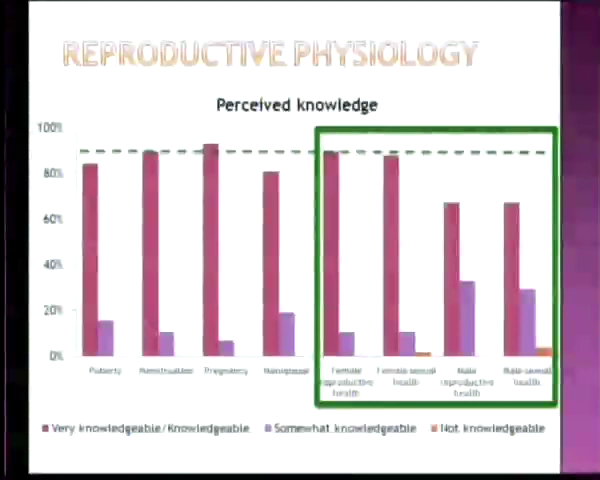 REPRODUCTIVE PHYSIOLOGY
Perceived knowledge
100%
80%
60%
40%
20%
0%
Puberty
Menstruation
Pregnancy
Menopause
Female
reproductive
health
Female sexual
health
Male
reproductive
health
Male sexual
health
Very knowledgeable/Knowledgeable
Somewhat knowledgeable
Not knowledgeable